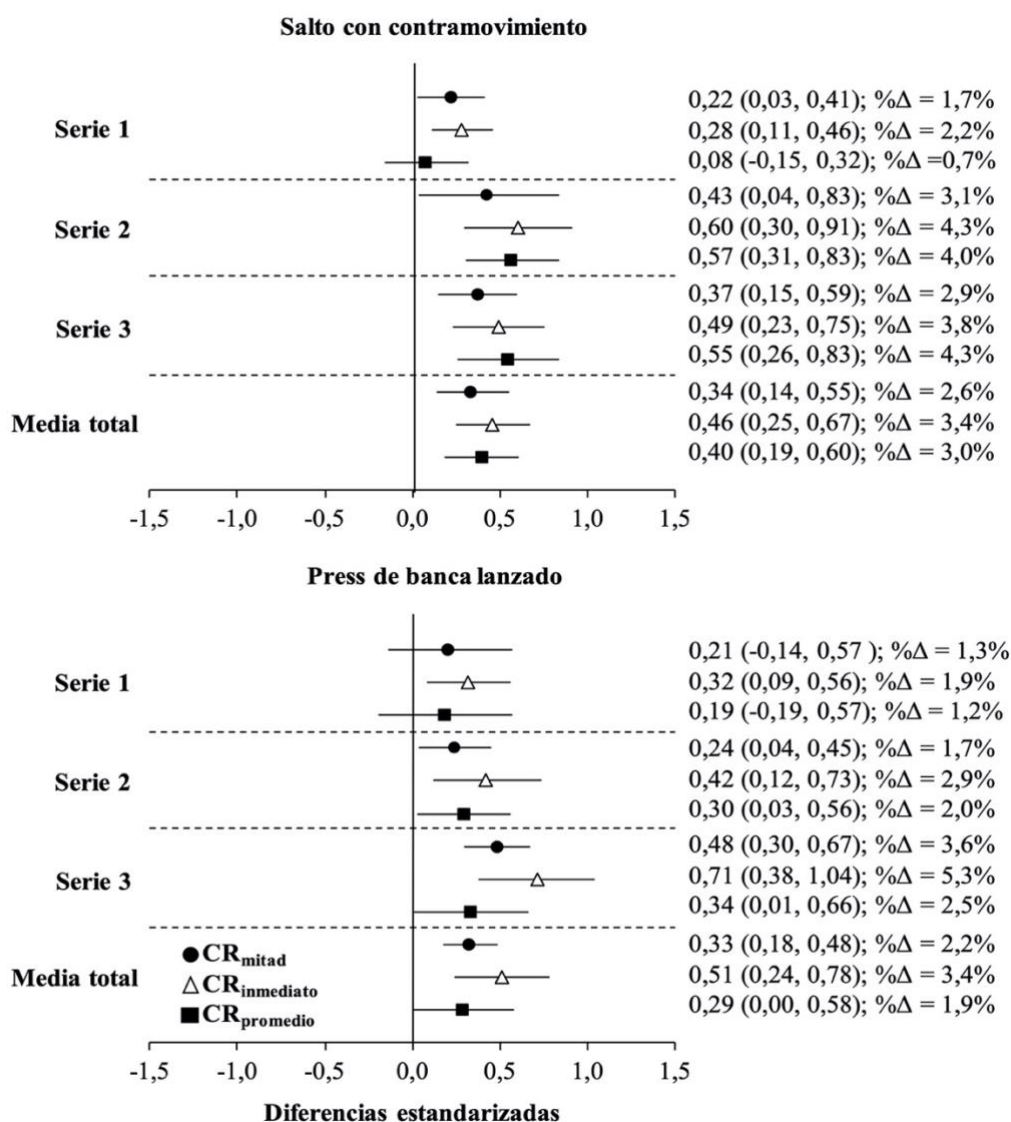 Salto con contramovimiento
0,22 (0,03, 0,41); %Δ = 1,7%
Serie 1
0,28 (0,11, 0,46); %Δ = 2,2%
0,08 (-0,15, 0,32); %Δ =0,7%
0,43 (0,04, 0,83); %Δ = 3,1%
Serie 2
0,60 (0,30, 0,91); %Δ = 4,3%
0,57 (0,31, 0,83); %Δ = 4,0%
0,37 (0,15, 0,59); %Δ = 2,9%
Serie 3
0,49 (0,23, 0,75); %Δ = 3,8%
0,55 (0,26, 0,83); %Δ = 4,3%
0,34 (0,14, 0,55); %Δ = 2,6%
Media total
0,46 (0,25, 0,67); %Δ = 3,4%
0,40 (0,19, 0,60); %Δ = 3,0%
-1,5 -1,0 -0,5 0,0 0,5 1,0 1,5
Press de banca lanzado
0,21 (-0,14, 0,57 ); %Δ = 1,3%
Serie 1
0,32 (0,09, 0,56); %Δ = 1,9%
0,19 (-0,19, 0,57); %Δ = 1,2%
0,24 (0,04, 0,45); %Δ = 1,7%
Serie 2
0,42 (0,12, 0,73); %Δ = 2,9%
0,30 (0,03, 0,56); %Δ = 2,0%
0,48 (0,30, 0,67); %Δ = 3,6%
Serie 3
0,71 (0,38, 1,04); %Δ = 5,3%
0,34 (0,01, 0,66); %Δ = 2,5%
CRmitad
0,33 (0,18, 0,48); %Δ = 2,2%
Media total
CRinmediato
0,51 (0,24, 0,78); %Δ = 3,4%
CRpromedio
0,29 (0,00, 0,58); %Δ = 1,9%
-1,5 -1,0 -0,5 0,0 0,5 1,0 1,5
Diferencias estandarizadas